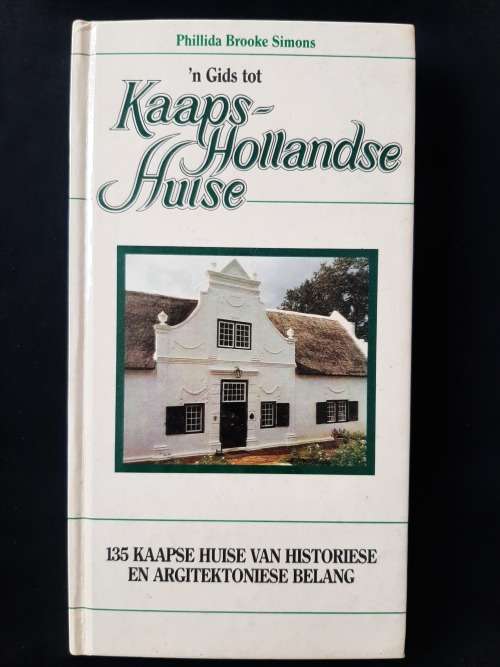 Phillida Brooke Simons
'n Gids tot
Kaaps-
Hollandse
Huise
135 KAAPSE HUISE VAN HISTORIESE
EN ARGITEKTONIESE BELANG